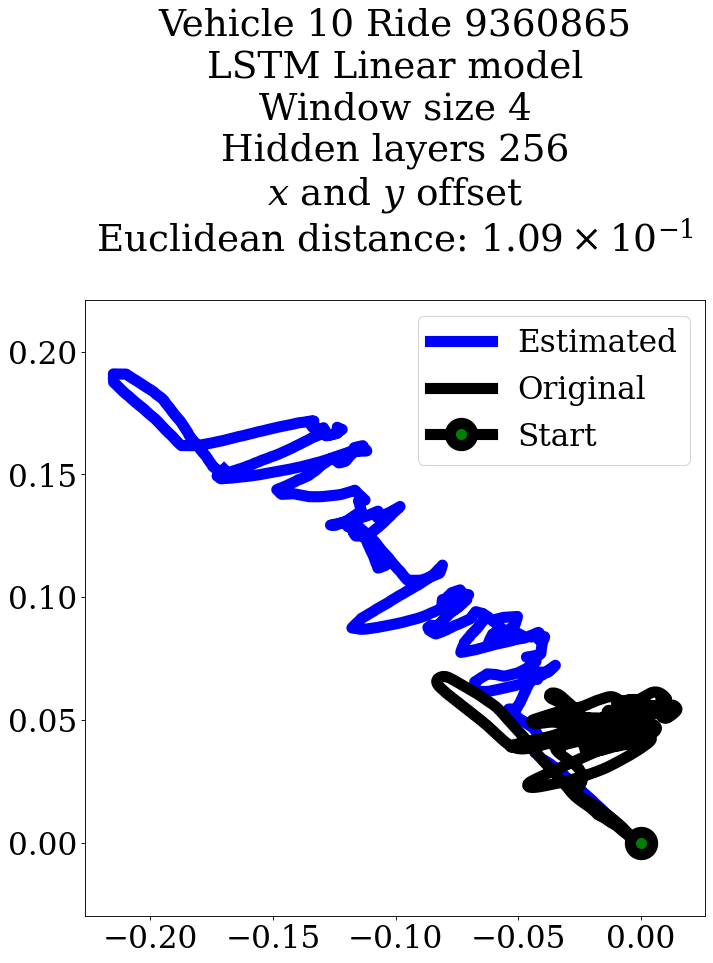 Vehicle 10 Ride 9360865
LSTM Linear model
Window size 4
Hidden layers 256
x and y offset
Euclidean distance: 1.09 × 10⁻¹
Estimated
Original
Start
0.20
0.15
0.10
0.05
0.00
−0.20 −0.15 −0.10 −0.05 0.00